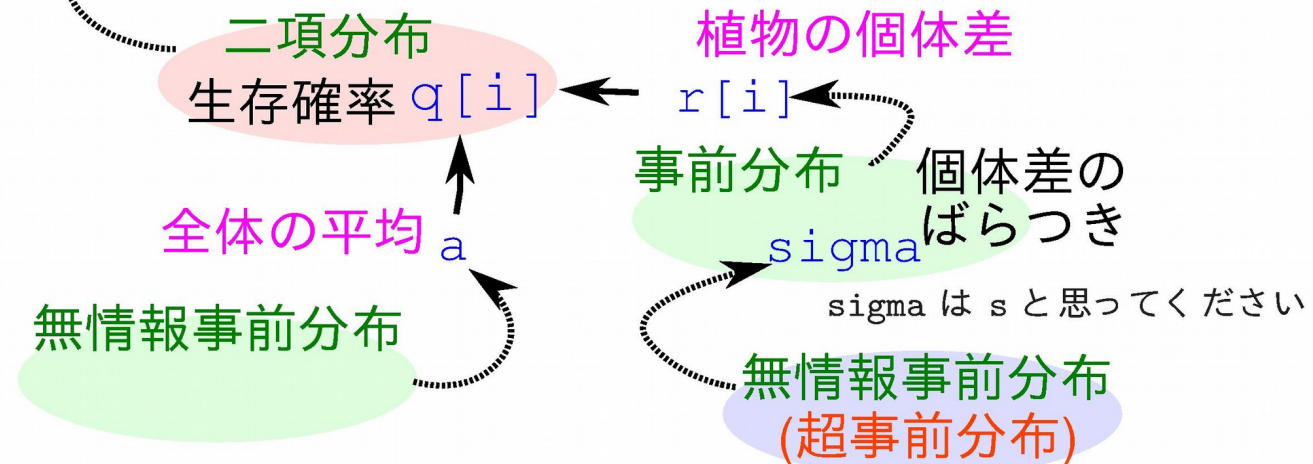 二項分布
生存確率 q[i]
植物の個体差
r[i]
事前分布
個体差の
ばらつき
sigma
全体の平均 a
sigma は s と思ってください
無情報事前分布
無情報事前分布
(超事前分布)